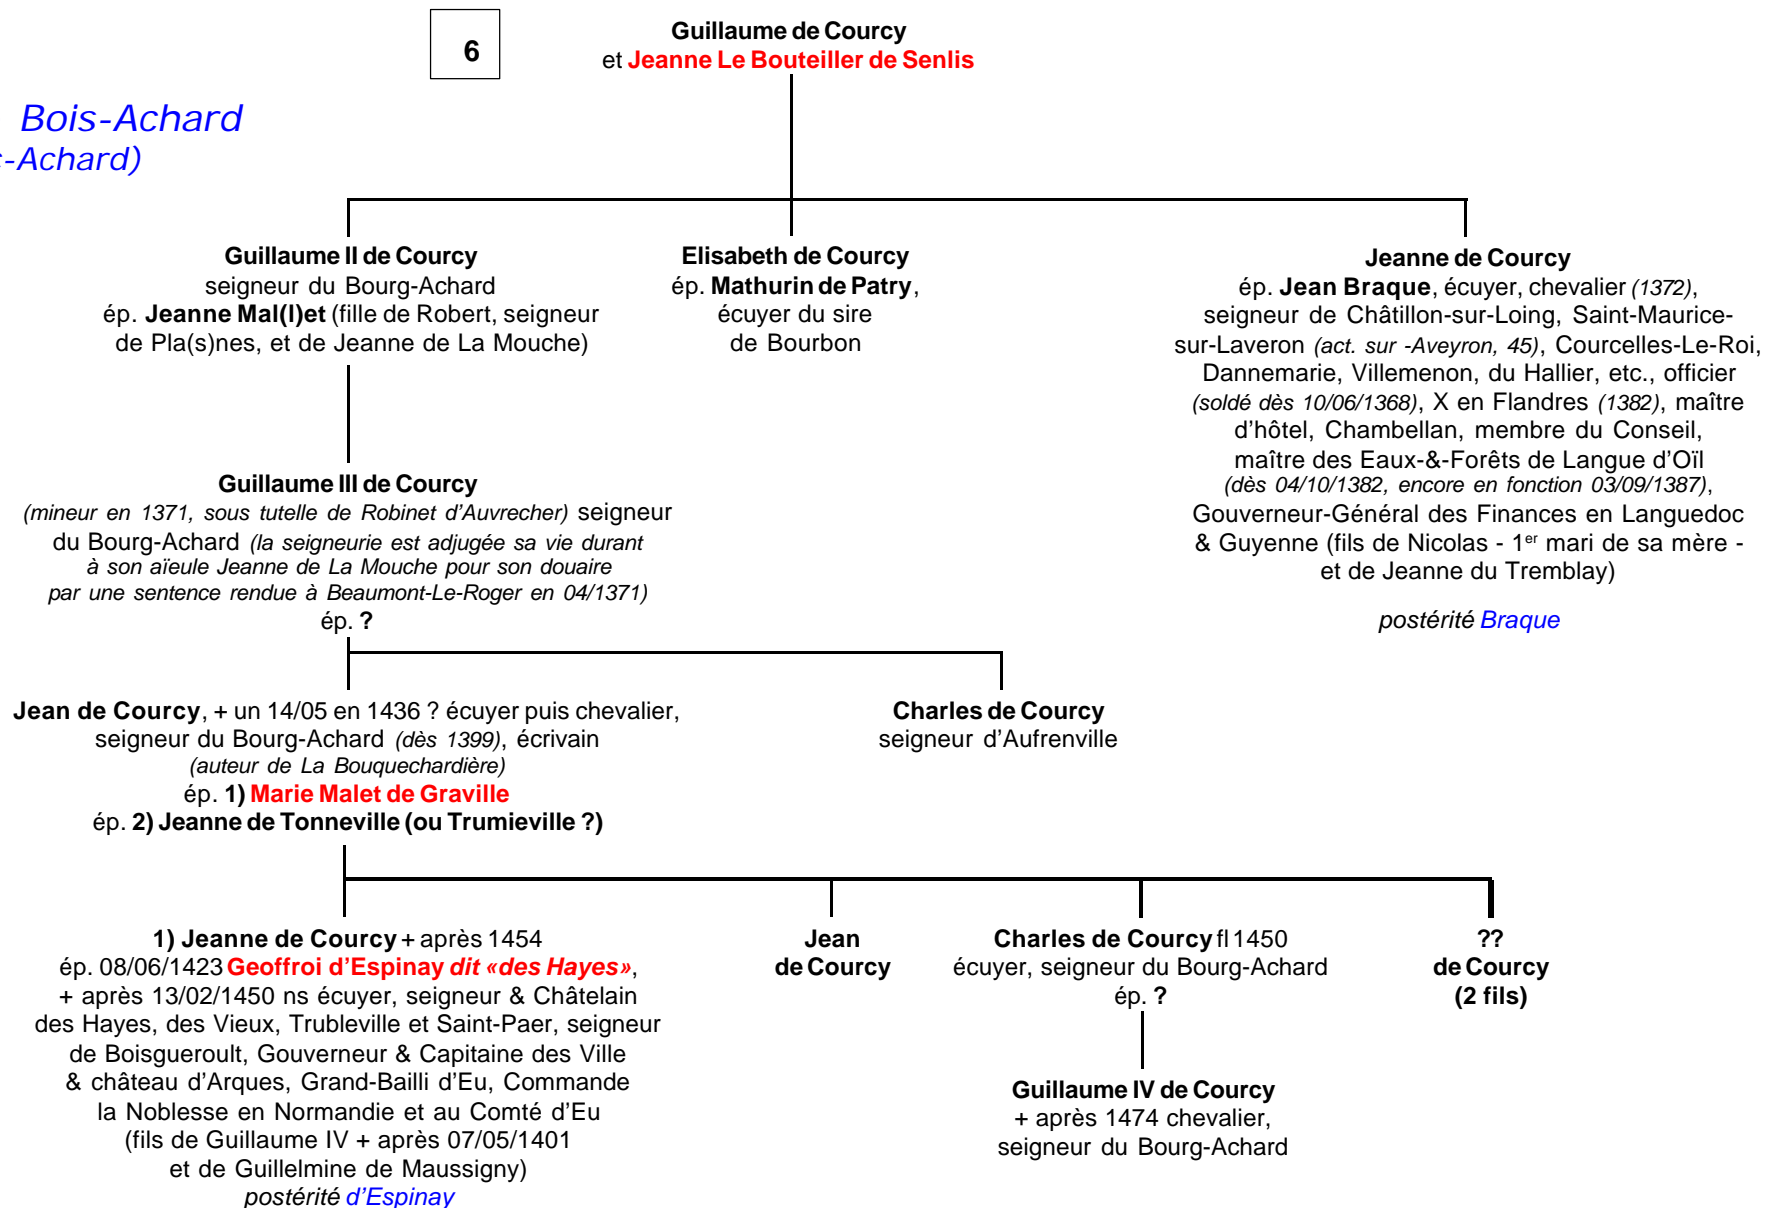 6
Guillaume de Courcy
et Jeanne Le Bouteiller de Senlis
Bois-Achard
-Achard)
Guillaume II de Courcy
seigneur du Bourg-Achard
ép. Jeanne Mal(l)et (fille de Robert, seigneur
de Pla(s)nes, et de Jeanne de La Mouche)
Elisabeth de Courcy
ép. Mathurin de Patry,
écuyer du sire
de Bourbon
Jeanne de Courcy
ép. Jean Braque, écuyer, chevalier (1372),
seigneur de Châtillon-sur-Loing, Saint-Maurice-
sur-Laveron (act. sur -Aveyron, 45), Courcelles-Le-Roi,
Dannemarie, Villemenon, du Hallier, etc., officier
(soldé dès 10/06/1368), X en Flandres (1382), maître
d'hôtel, Chambellan, membre du Conseil,
maître des Eaux-&-Forêts de Langue d'Oïl
(dès 04/10/1382, encore en fonction 03/09/1387),
Gouverneur-Général des Finances en Languedoc
& Guyenne (fils de Nicolas - 1er mari de sa mère -
et de Jeanne du Tremblay)
postérité Braque
Guillaume III de Courcy
(mineur en 1371, sous tutelle de Robinet d'Auvrecher) seigneur
du Bourg-Achard (la seigneurie est adjugée sa vie durant
à son aïeule Jeanne de La Mouche pour son douaire
par une sentence rendue à Beaumont-Le-Roger en 04/1371)
ép. ?
Jean de Courcy, + un 14/05 en 1436 ? écuyer puis chevalier,
seigneur du Bourg-Achard (dès 1399), écrivain
(auteur de La Bouquechardière)
ép. 1) Marie Malet de Graville
ép. 2) Jeanne de Tonneville (ou Trumieville ?)
Charles de Courcy
seigneur d'Aufrenville
1) Jeanne de Courcy + après 1454
ép. 08/06/1423 Geoffroi d'Espinay dit «des Hayes»,
+ après 13/02/1450 ns écuyer, seigneur & Châtelain
des Hayes, des Vieux, Trubleville et Saint-Paer, seigneur
de Boisgueroult, Gouverneur & Capitaine des Ville
& château d'Arques, Grand-Bailli d'Eu, Commande
la Noblesse en Normandie et au Comté d'Eu
(fils de Guillaume IV + après 07/05/1401
et de Guillelmine de Maussigny)
postérité d'Espinay
Jean
de Courcy
Charles de Courcy fl 1450
écuyer, seigneur du Bourg-Achard
ép. ?
??
de Courcy
(2 fils)
Guillaume IV de Courcy
+ après 1474 chevalier,
seigneur du Bourg-Achard